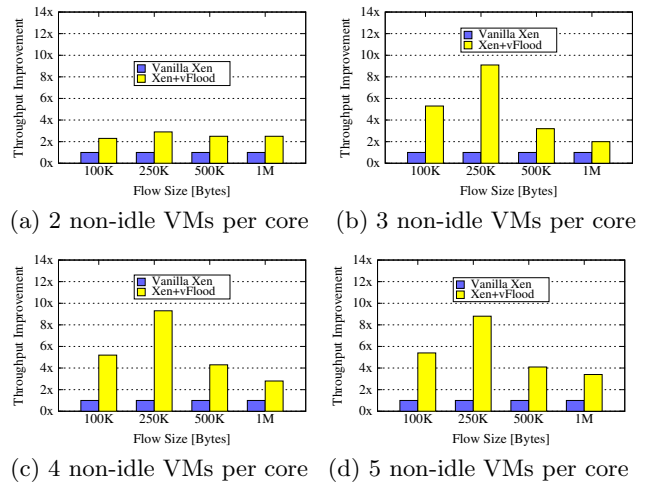 14x
12x
10x
8x
6x
4x
2x
0x
Throughput Improvement
Vanilla Xen
Xen+vFlood
100K 250K 500K 1M
Flow Size [Bytes]
(a) 2 non-idle VMs per core
14x
12x
10x
8x
6x
4x
2x
0x
Throughput Improvement
Vanilla Xen
Xen+vFlood
100K 250K 500K 1M
Flow Size [Bytes]
(b) 3 non-idle VMs per core
14x
12x
10x
8x
6x
4x
2x
0x
Throughput Improvement
Vanilla Xen
Xen+vFlood
100K 250K 500K 1M
Flow Size [Bytes]
(c) 4 non-idle VMs per core
14x
12x
10x
8x
6x
4x
2x
0x
Throughput Improvement
Vanilla Xen
Xen+vFlood
100K 250K 500K 1M
Flow Size [Bytes]
(d) 5 non-idle VMs per core